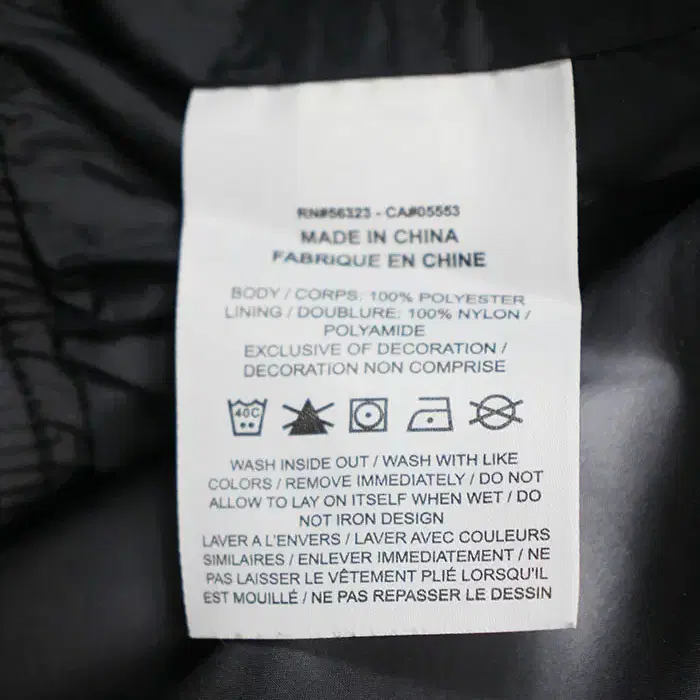 RN#56323 - CA#05553
MADE IN CHINA
FABRIQUE EN CHINE
BODY / CORPS: 100% POLYESTER
LINING / DOUBLURE: 100% NYLON /
POLYAMIDE
EXCLUSIVE OF DECORATION /
DECORATION NON COMPRISE
40C
WASH INSIDE OUT / WASH WITH LIKE
COLORS / REMOVE IMMEDIATELY / DO NOT
ALLOW TO LAY ON ITSELF WHEN WET / DO
NOT IRON DESIGN
LAVER A L'ENVERS / LAVER AVEC COULEURS
SIMILAIRES / ENLEVER IMMEDIATEMENT / NE
PAS LAISSER LE VÊTEMENT PLIÉ LORSQU'IL
EST MOUILLÉ / NE PAS REPASSER LE DESSIN